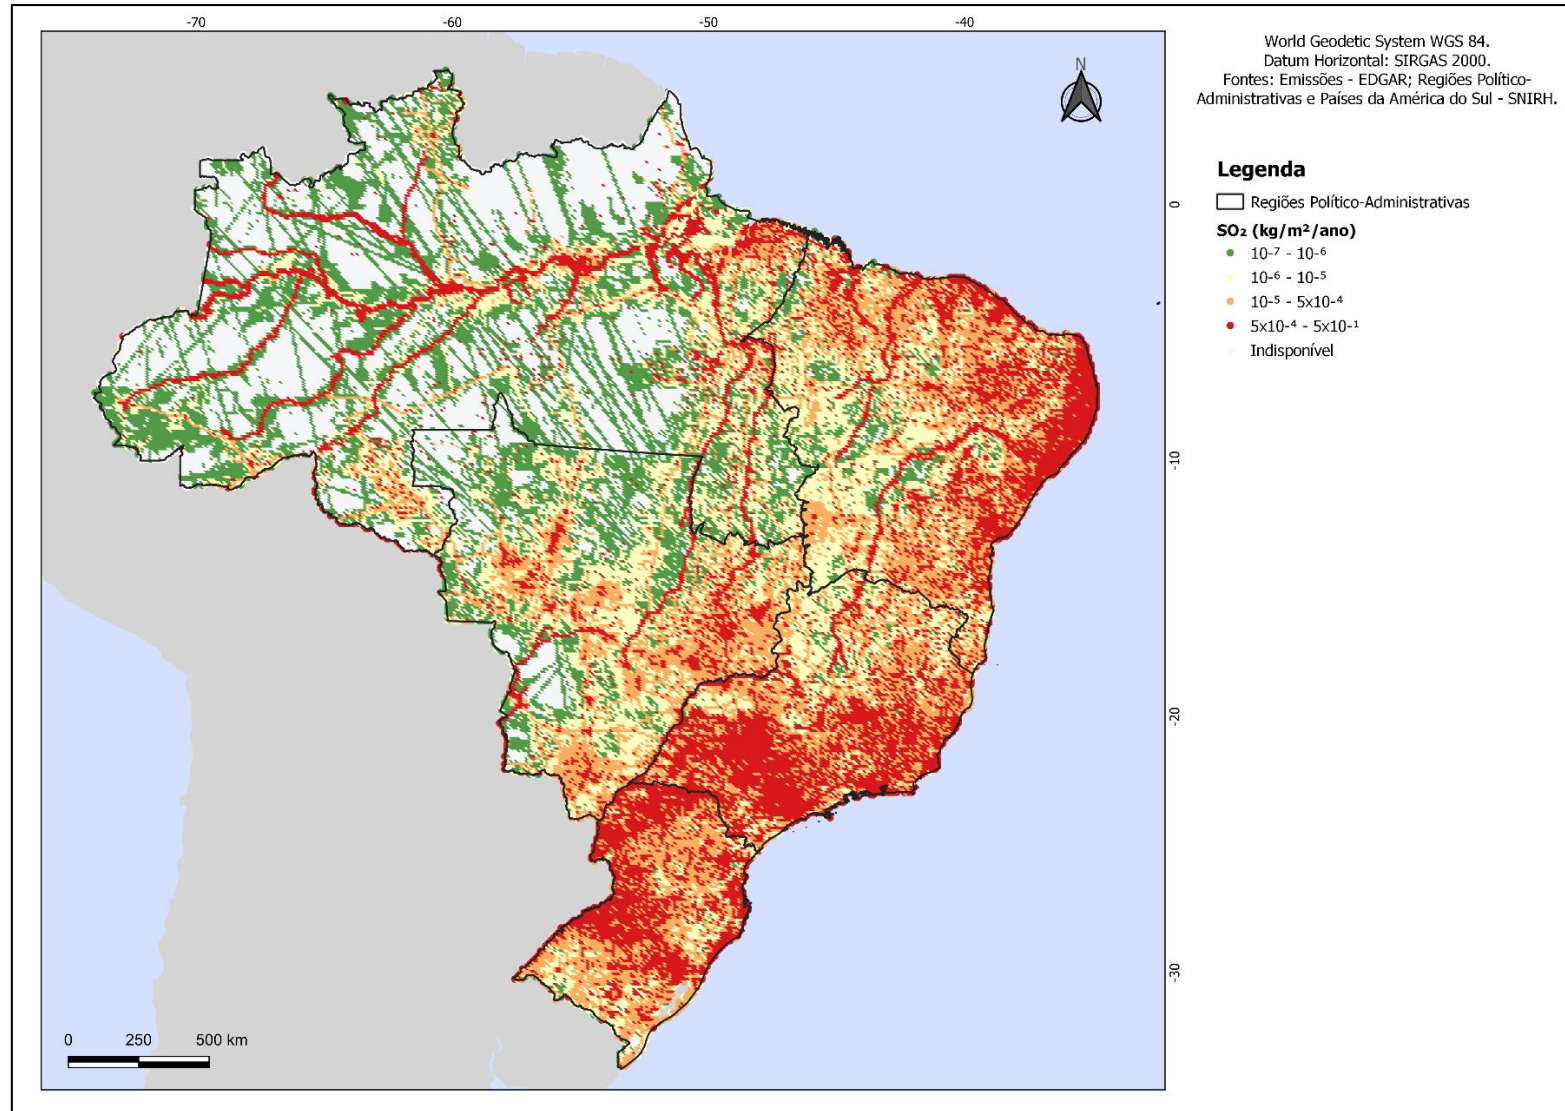 -70
-60
-50
-40
World Geodetic System WGS 84.
Datum Horizontal: SIRGAS 2000.
Fontes: Emissões - EDGAR; Regiões Político-
Administrativas e Países da América do Sul - SNIRH.
N
Legenda
Regiões Político-Administrativas
SO₂ (kg/m²/ano)
10⁻⁷ - 10⁻⁶
10⁻⁶ - 10⁻⁵
10⁻⁵ - 5x10⁻⁴
5x10⁻⁴ - 5x10⁻¹
Indisponível
0
-10
-20
-30
0 250 500 km